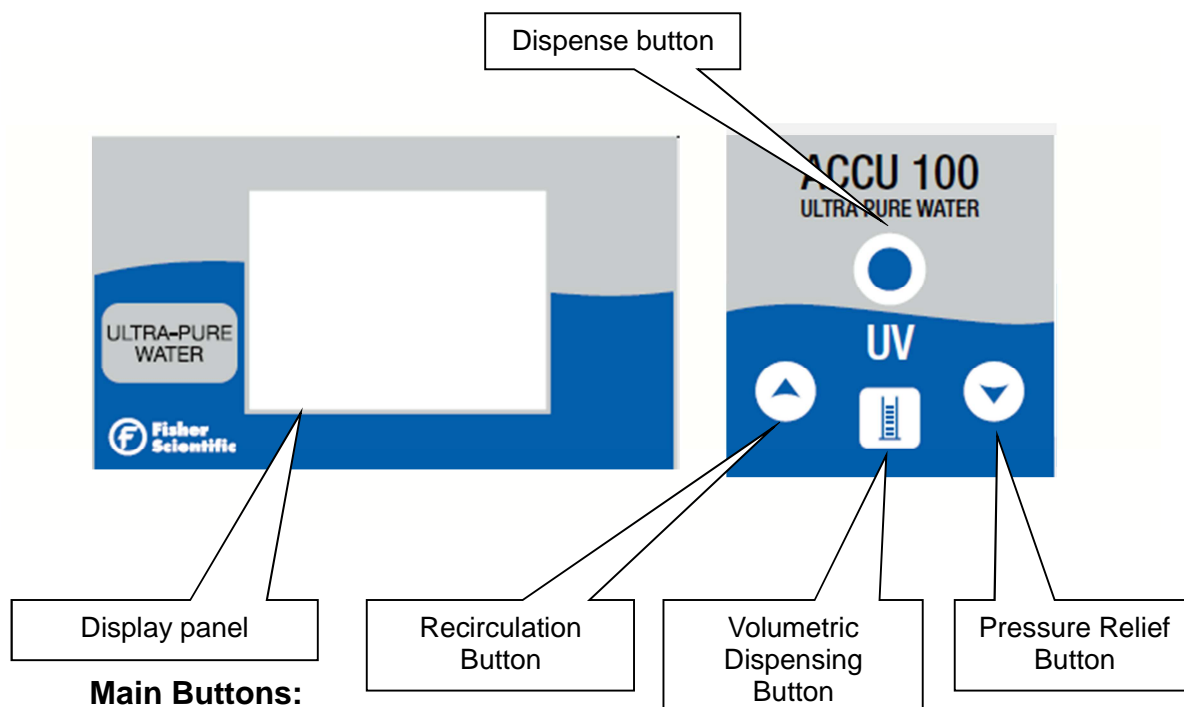 Dispense button
ACCU 100
ULTRA PURE WATER
UV
ULTRA-PURE
WATER
F Fisher
Scientific
Display panel
Recirculation
Button
Volumetric
Dispensing
Button
Pressure Relief
Button
Main Buttons: